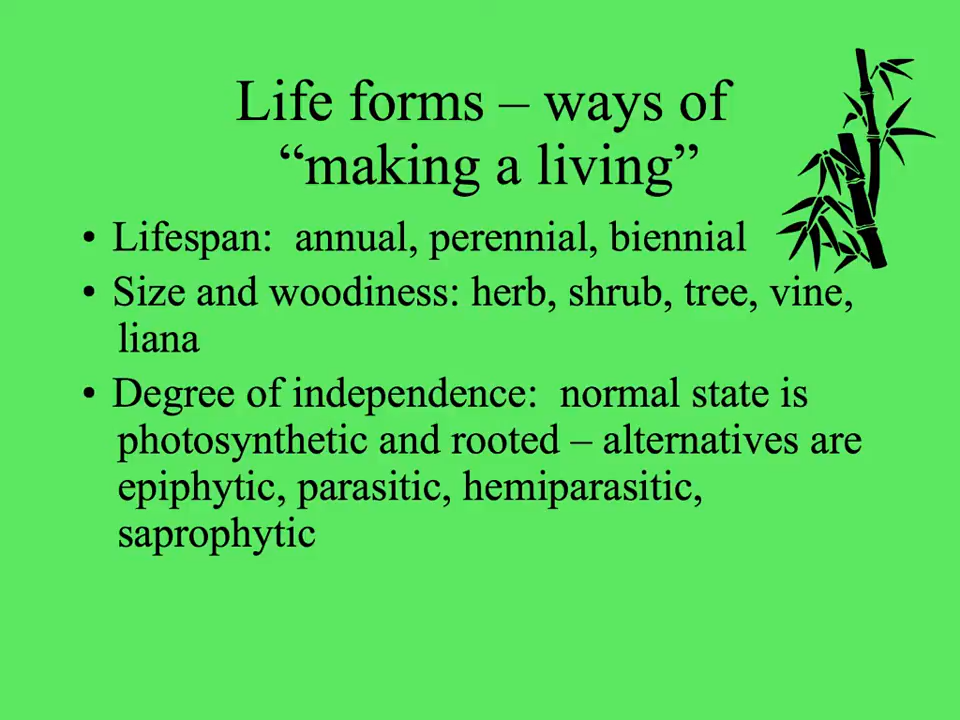 Life forms – ways of
“making a living”
• Lifespan:  annual, perennial, biennial
• Size and woodiness: herb, shrub, tree, vine,
liana
• Degree of independence:  normal state is
photosynthetic and rooted – alternatives are
epiphytic, parasitic, hemiparasitic,
saprophytic